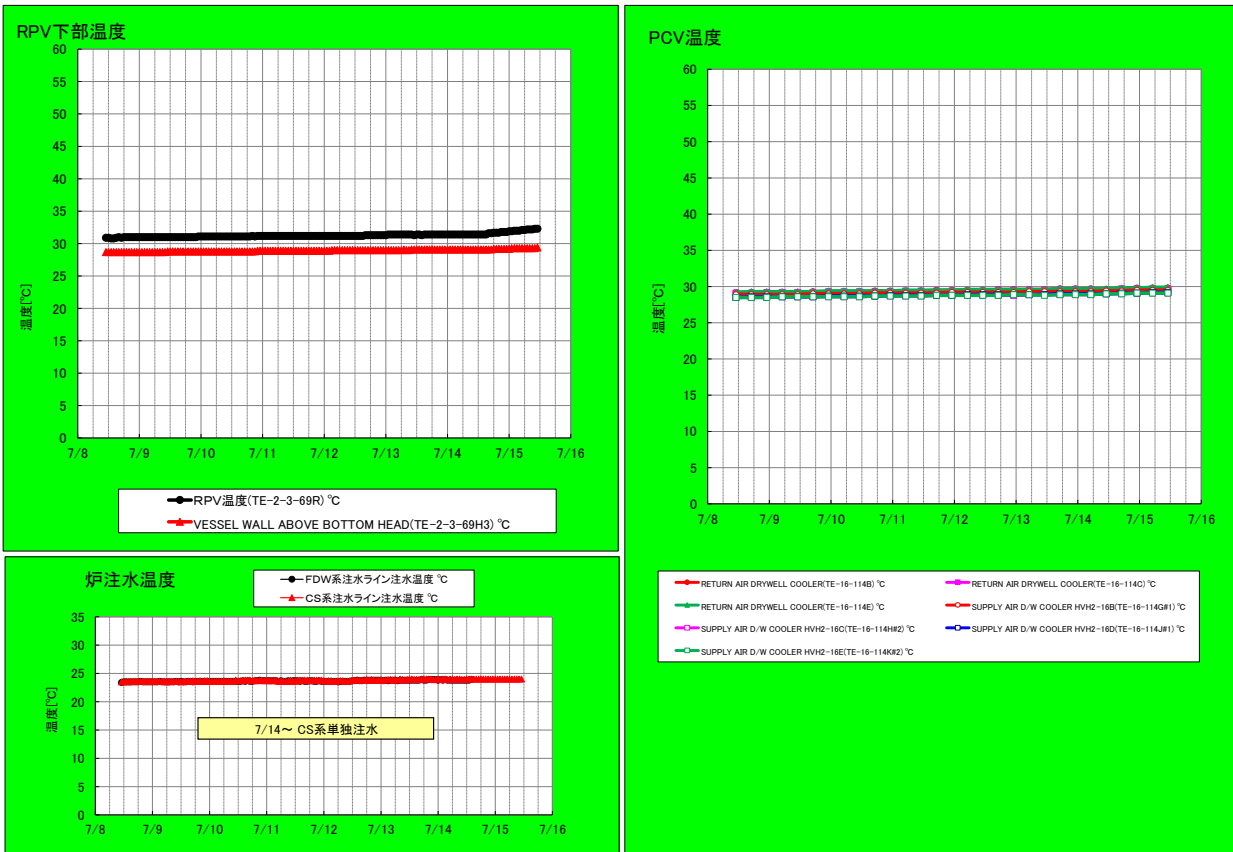 RPV下部温度
60
55
50
45
40
35
30
25
20
15
10
5
0
温度[℃]
7/8 7/9 7/10 7/11 7/12 7/13 7/14 7/15 7/16
RPV温度(TE-2-3-69R) ℃
VESSEL WALL ABOVE BOTTOM HEAD(TE-2-3-69H3) ℃
炉注水温度
FDW系注水ライン注水温度 ℃
CS系注水ライン注水温度 ℃
35
30
25
20
15
10
5
0
温度[℃]
7/14～ CS系単独注水
7/8 7/9 7/10 7/11 7/12 7/13 7/14 7/15 7/16
PCV温度
60
55
50
45
40
35
30
25
20
15
10
5
0
温度[℃]
7/8 7/9 7/10 7/11 7/12 7/13 7/14 7/15 7/16
RETURN AIR DRYWELL COOLER(TE-16-114B) ℃
RETURN AIR DRYWELL COOLER(TE-16-114C) ℃
RETURN AIR DRYWELL COOLER(TE-16-114E) ℃
SUPPLY AIR D/W COOLER HVH2-16B(TE-16-114G#1) ℃
SUPPLY AIR D/W COOLER HVH2-16C(TE-16-114H#2) ℃
SUPPLY AIR D/W COOLER HVH2-16D(TE-16-114J#1) ℃
SUPPLY AIR D/W COOLER HVH2-16E(TE-16-114K#2) ℃